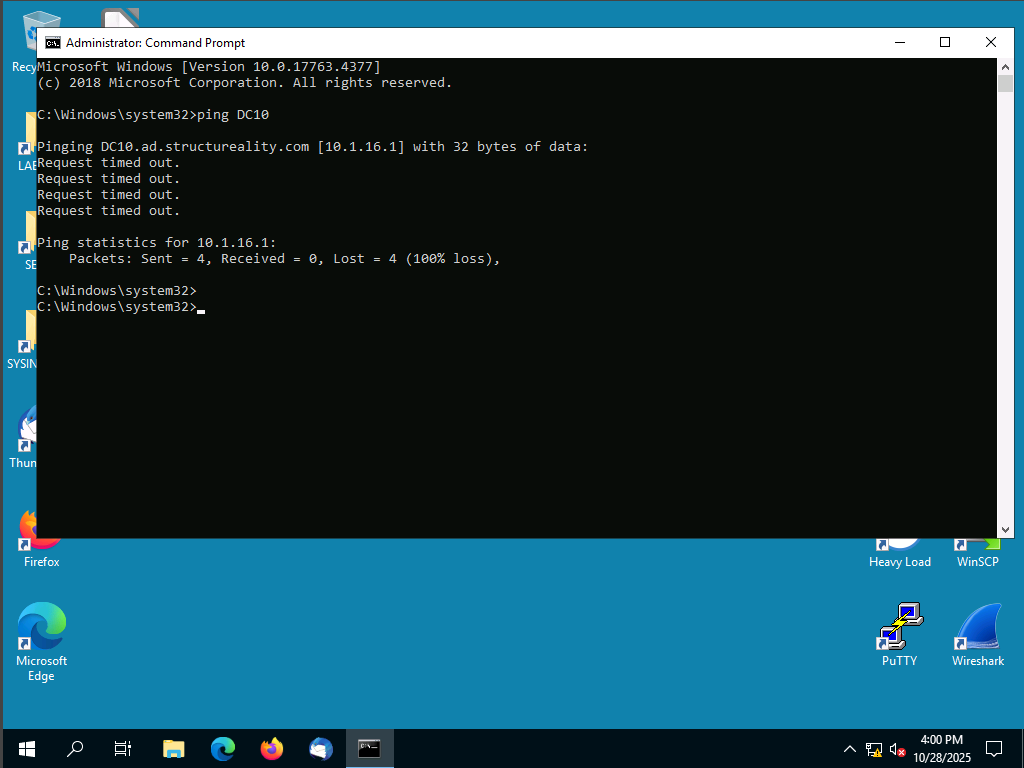 Administrator: Command Prompt
Microsoft Windows [Version 10.0.17763.4377]
(c) 2018 Microsoft Corporation. All rights reserved.
C:\Windows\system32>ping DC10
Pinging DC10.ad.structureality.com [10.1.16.1] with 32 bytes of data:
Request timed out.
Request timed out.
Request timed out.
Request timed out.
Ping statistics for 10.1.16.1:
    Packets: Sent = 4, Received = 0, Lost = 4 (100% loss),
C:\Windows\system32>
C:\Windows\system32>
Recy
LAB
SE
SYSIN
Thun
Firefox
Microsoft
Edge
Heavy Load
WinSCP
PuTTY
Wireshark
4:00 PM
10/28/2025